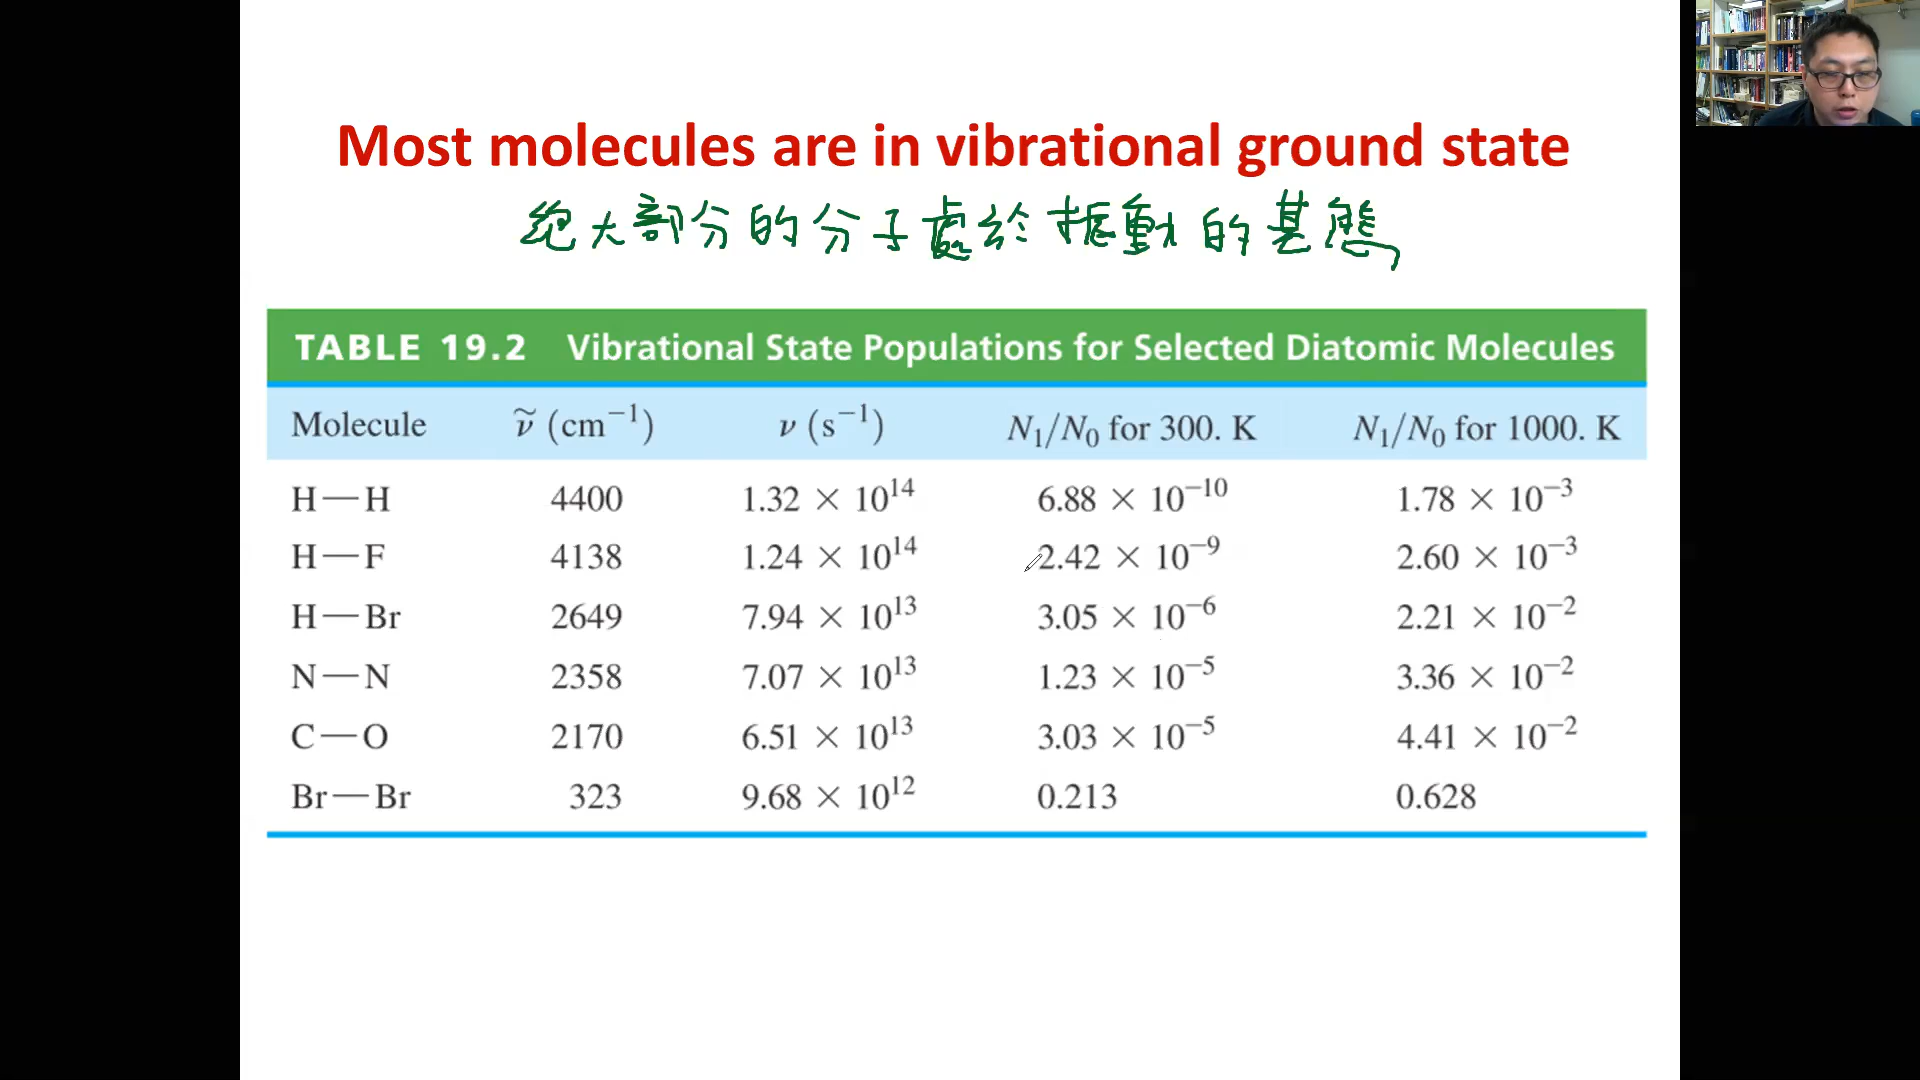 Most molecules are in vibrational ground state
絕大部分的分子處於振動的基態
TABLE 19.2 Vibrational State Populations for Selected Diatomic Molecules
Molecule ν̃ (cm⁻¹) ν (s⁻¹) N₁/N₀ for 300. K N₁/N₀ for 1000. K
H—H 4400 1.32 × 10¹⁴ 6.88 × 10⁻¹⁰ 1.78 × 10⁻³
H—F 4138 1.24 × 10¹⁴ 2.42 × 10⁻⁹ 2.60 × 10⁻³
H—Br 2649 7.94 × 10¹³ 3.05 × 10⁻⁶ 2.21 × 10⁻²
N—N 2358 7.07 × 10¹³ 1.23 × 10⁻⁵ 3.36 × 10⁻²
C—O 2170 6.51 × 10¹³ 3.03 × 10⁻⁵ 4.41 × 10⁻²
Br—Br 323 9.68 × 10¹² 0.213 0.628